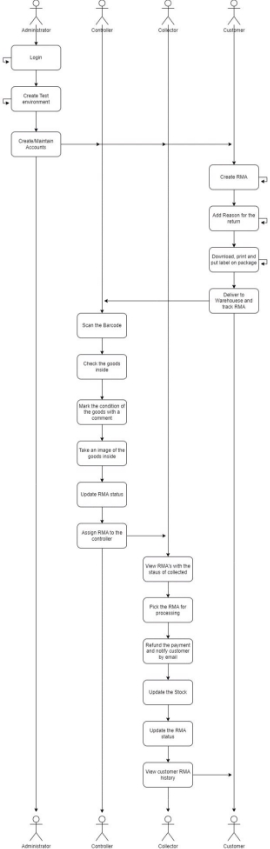 Administrator
Controller
Collector
Customer
Login
Create Test
environment
Create/Maintain
Accounts
Create RMA
Add Reason for the
return
Download, print and
put label on package
Deliver to
Warehouse and
track RMA
Scan the Barcode
Check the goods
inside
Mark the condition of
the goods with a
comment
Take an image of the
goods inside
Update RMA status
Assign RMA to the
controller
View RMA's with the
staus of collected
Pick the RMA for
processing
Refund the payment
and notify customer
by email
Update the Stock
Update the RMA
status
View customer RMA
history
Administrator
Controller
Collector
Customer